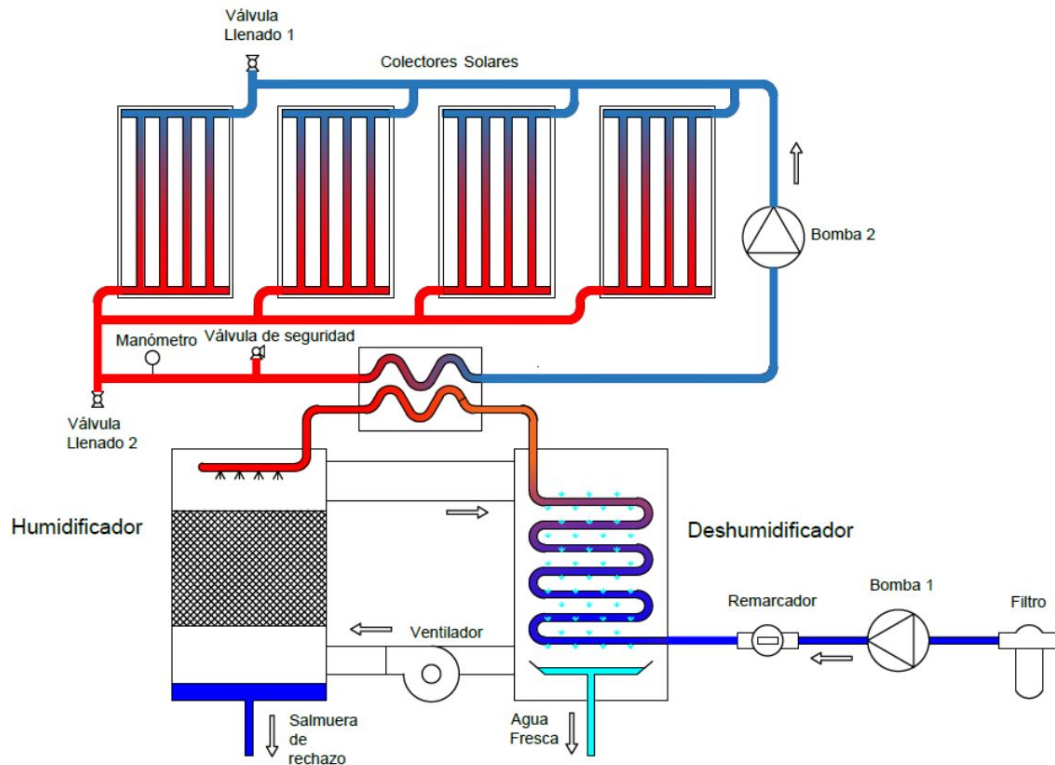 Válvula
Llenado 1
Colectores Solares
Bomba 2
Manómetro
Válvula de seguridad
Válvula
Llenado 2
Humidificador
Deshumidificador
Bomba 1
Remarcador
Filtro
Ventilador
Salmuera
de
rechazo
Agua
Fresca